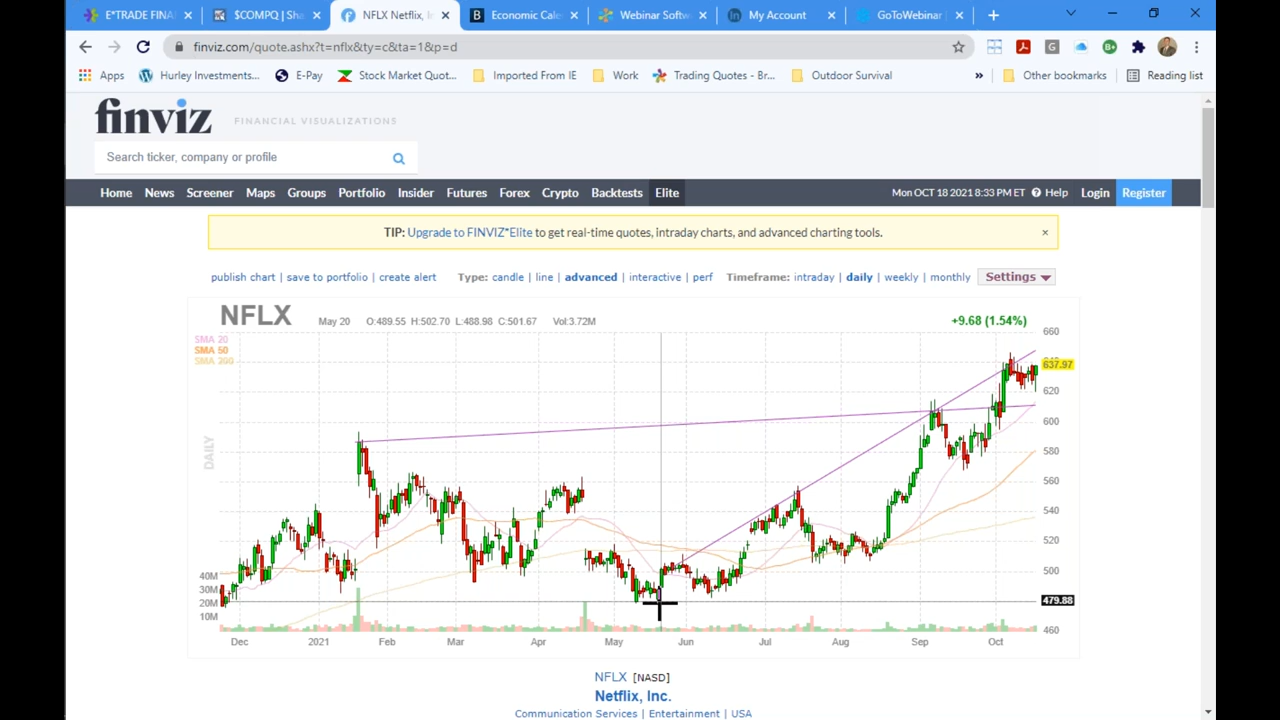 E*TRADE FINA
$COMPQ | Sha
NFLX Netflix, I
Economic Cale
Webinar Softw
My Account
GoToWebinar
finviz.com/quote.ashx?t=nflx&ty=c&ta=1&p=d
Apps
Hurley Investments...
E-Pay
Stock Market Quot...
Imported From IE
Work
Trading Quotes - Br...
Outdoor Survival
»
Other bookmarks
Reading list
finviz FINANCIAL VISUALIZATIONS
Search ticker, company or profile
Home News Screener Maps Groups Portfolio Insider Futures Forex Crypto Backtests Elite
Mon OCT 18 2021 8:33 PM ET Help Login Register
TIP: Upgrade to FINVIZ*Elite to get real-time quotes, intraday charts, and advanced charting tools. ×
publish chart | save to portfolio | create alert
Type: candle | line | advanced | interactive | perf
Timeframe: intraday | daily | weekly | monthly
Settings
NFLX
May 20 O:489.55 H:502.70 L:488.98 C:501.67 Vol:3.72M
+9.68 (1.54%)
SMA 20
SMA 50
SMA 200
DAILY
660
637.97
620
600
580
560
540
520
500
479.88
460
40M
30M
20M
10M
Dec 2021 Feb Mar Apr May Jun Jul Aug Sep Oct
NFLX [NASD]
Netflix, Inc.
Communication Services | Entertainment | USA